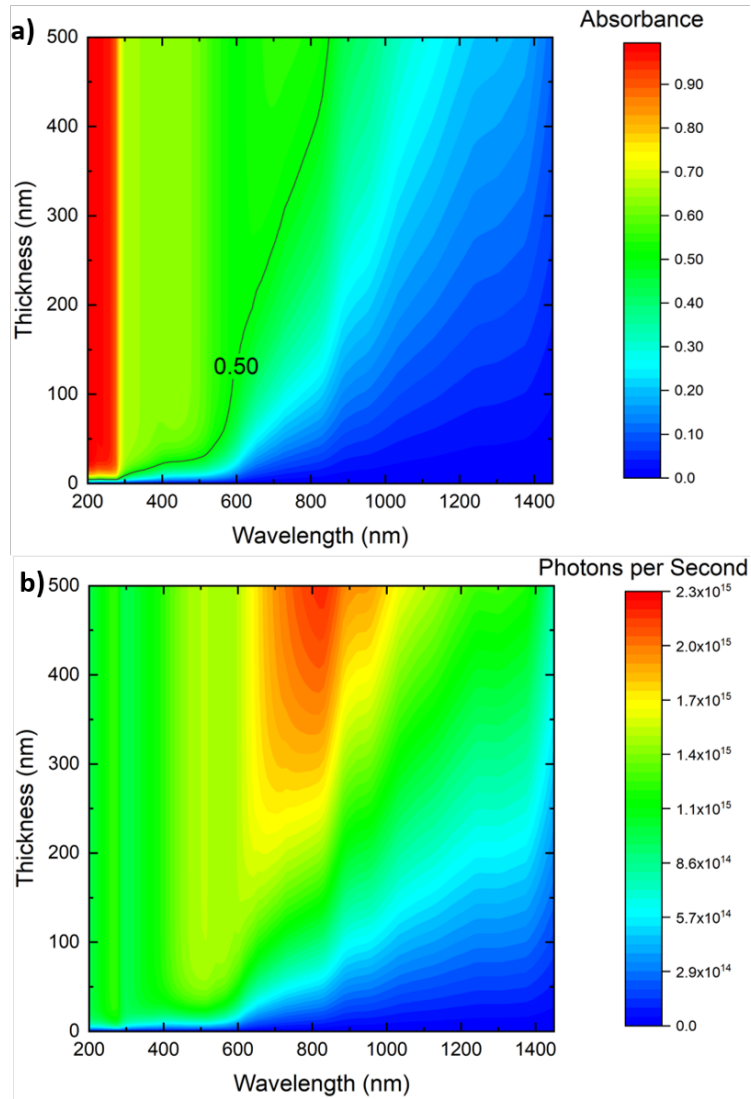 a)
Absorbance
500
400
300
200
100
0
Thickness (nm)
0.50
200 400 600 800 1000 1200 1400
Wavelength (nm)
0.90
0.80
0.70
0.60
0.50
0.40
0.30
0.20
0.10
0.0
b)
Photons per Second
500
400
300
200
100
0
Thickness (nm)
200 400 600 800 1000 1200 1400
Wavelength (nm)
2.3x10¹⁵
2.0x10¹⁵
1.7x10¹⁵
1.4x10¹⁵
1.1x10¹⁵
8.6x10¹⁴
5.7x10¹⁴
2.9x10¹⁴
0.0